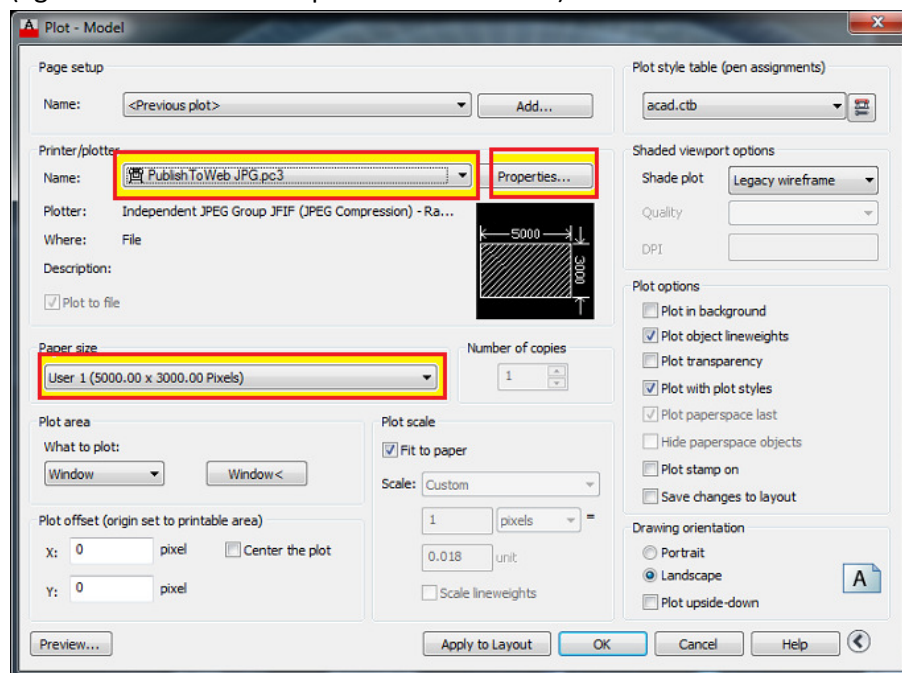 Plot - Model
Page setup
Name:
<Previous plot>
Add...
Printer/plotter
Name:
PublishToWeb JPG.pc3
Properties...
Plotter:
Independent JPEG Group JFIF (JPEG Compression) - Ra...
Where:
File
Description:
Plot to file
5000
3000
Paper size
User 1 (5000.00 x 3000.00 Pixels)
Number of copies
1
Plot area
What to plot:
Window
Window<
Plot offset (origin set to printable area)
X:
0
pixel
Center the plot
Y:
0
pixel
Plot scale
Fit to paper
Scale:
Custom
1
pixels
=
0.018
unit
Scale lineweights
Plot style table (pen assignments)
acad.ctb
Shaded viewport options
Shade plot
Legacy wireframe
Quality
DPI
Plot options
Plot in background
Plot object lineweights
Plot transparency
Plot with plot styles
Plot paperspace last
Hide paperspace objects
Plot stamp on
Save changes to layout
Drawing orientation
Portrait
Landscape
Plot upside-down
A
Preview...
Apply to Layout
OK
Cancel
Help